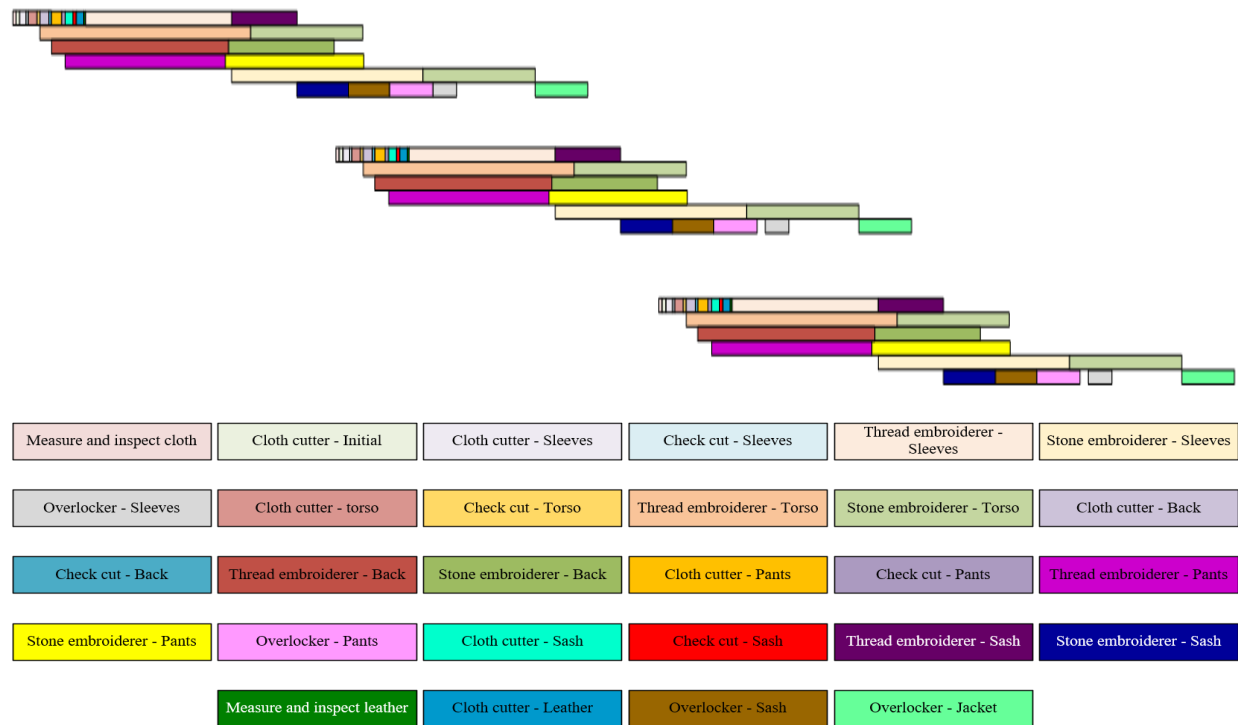 Measure and inspect cloth
Cloth cutter - Initial
Cloth cutter - Sleeves
Check cut - Sleeves
Thread embroiderer -
Sleeves
Stone embroiderer - Sleeves
Overlocker - Sleeves
Cloth cutter - torso
Check cut - Torso
Thread embroiderer - Torso
Stone embroiderer - Torso
Cloth cutter - Back
Check cut - Back
Thread embroiderer - Back
Stone embroiderer - Back
Cloth cutter - Pants
Check cut - Pants
Thread embroiderer - Pants
Stone embroiderer - Pants
Overlocker - Pants
Cloth cutter - Sash
Check cut - Sash
Thread embroiderer - Sash
Stone embroiderer - Sash
Measure and inspect leather
Cloth cutter - Leather
Overlocker - Sash
Overlocker - Jacket